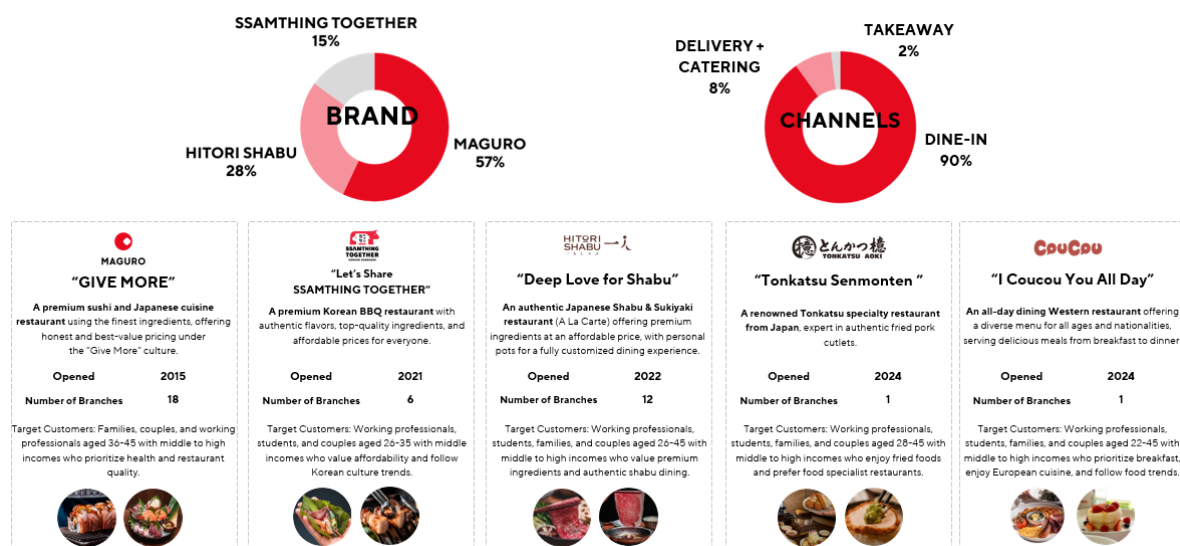 SSAMTHING TOGETHER
15%
BRAND
HITORI SHABU
28%
MAGURO
57%
TAKEAWAY
2%
DELIVERY +
CATERING
8%
CHANNELS
DINE-IN
90%
MAGURO
“GIVE MORE”
A premium sushi and Japanese cuisine
restaurant using the finest ingredients, offering
honest and best-value pricing under
the “Give More” culture.
Opened 2015
Number of Branches 18
Target Customers: Families, couples, and working
professionals aged 36-45 with middle to high
incomes who prioritize health and restaurant
quality.
SSAMTHING
TOGETHER
“Let’s Share
SSAMTHING TOGETHER”
A premium Korean BBQ restaurant with
authentic flavors, top-quality ingredients, and
affordable prices for everyone.
Opened 2021
Number of Branches 6
Target Customers: Working professionals,
students, and couples aged 26-35 with middle
incomes who value affordability and follow
Korean culture trends.
HITORI
SHABU 一人
“Deep Love for Shabu”
An authentic Japanese Shabu & Sukiyaki
restaurant (A La Carte) offering premium
ingredients at an affordable price, with personal
pots for a fully customized dining experience.
Opened 2022
Number of Branches 12
Target Customers: Working professionals,
students, families, and couples aged 26-45 with
middle to high incomes who value premium
ingredients and authentic shabu dining.
とんかつ檍
TONKATSU AOKI
“Tonkatsu Senmonten ”
A renowned Tonkatsu specialty restaurant
from Japan, expert in authentic fried pork
cutlets.
Opened 2024
Number of Branches 1
Target Customers: Working professionals,
students, families, and couples aged 28-45 with
middle to high incomes who enjoy fried foods
and prefer food specialist restaurants.
CouCou
“I Coucou You All Day”
An all-day dining Western restaurant offering
a diverse menu for all ages and nationalities,
serving delicious meals from breakfast to dinner
Opened 2024
Number of Branches 1
Target Customers: Working professionals,
students, families, and couples aged 22-45 with
middle to high incomes who prioritize breakfast,
enjoy European cuisine, and follow food trends.